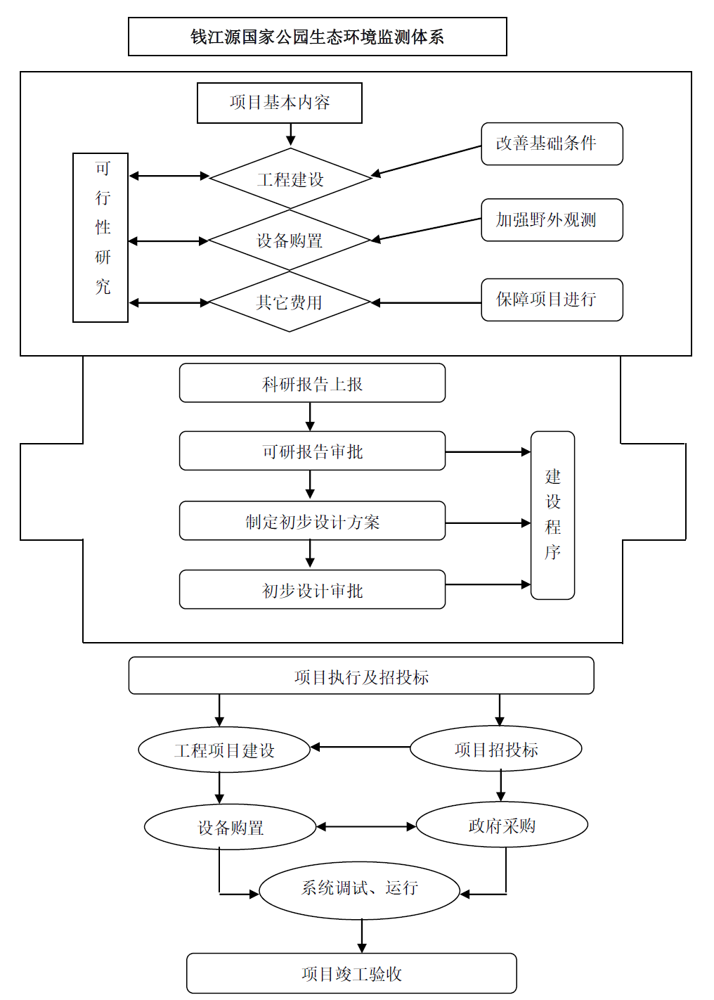 钱江源国家公园生态环境监测体系
项目基本内容
改善基础条件
可行性研究
工程建设
加强野外观测
设备购置
保障项目进行
其它费用
科研报告上报
可研报告审批
建设程序
制定初步设计方案
初步设计审批
项目执行及招投标
工程项目建设
项目招投标
设备购置
政府采购
系统调试、运行
项目竣工验收